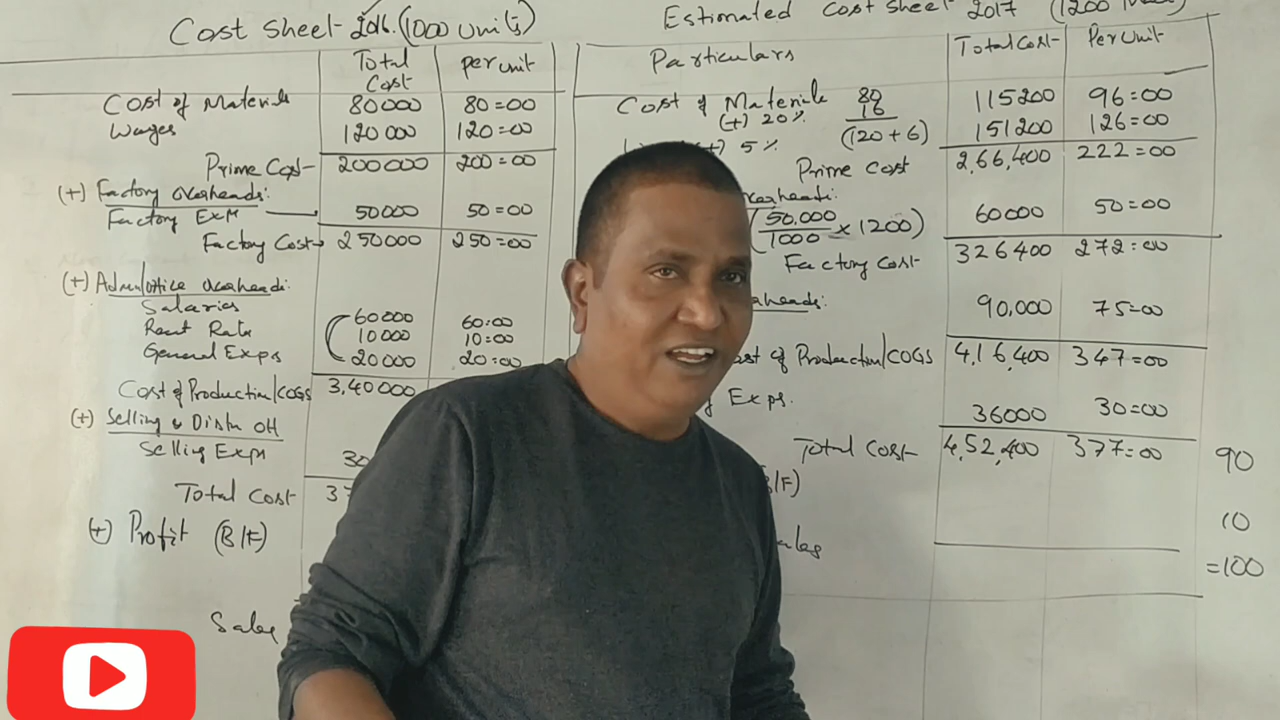 Cost Sheet - 2016. (1000 Units)
Total Cost
per unit
Cost of Materials 80000 80=00
Wages 120000 120=00
Prime Cost 200000 200=00
(+) Factory overheads:
Factory Exp 50000 50=00
Factory Cost 250000 250=00
(+) Admn/office overheads:
Salaries 60000 60=00
Rent Rate 10000 10=00
General Exps 20000 20=00
Cost of Production/COGS 3,40000
(+) Selling & Distn OH
Selling Exp 30
Total Cost 37
(+) Profit (B/F)
Sales
Estimated Cost Sheet 2017 (1200
Particulars Total Cost Per Unit
Cost of Materials 80 115200 96=00
(+) 20% 16
(120 + 6) 151200 126=00
(+) 5%
Prime Cost 2,66,400 222=00
(50,000/1000 × 1200) 60000 50=00
Factory Cost 326400 272=00
90,000 75=00
of Production/COGS 4,16,400 347=00
Exps. 36000 30=00
Total Cost 4,52,400 377=00
90
10
=100